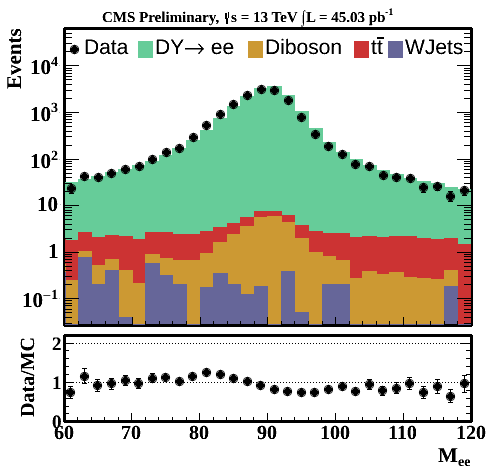 CMS Preliminary, √s = 13 TeV ∫L = 45.03 pb⁻¹
Events
Data DY→ ee Diboson tt̄ WJets
10⁴
10³
10²
10
1
10⁻¹
Data/MC
2
1
0
60 70 80 90 100 110 120
Mee